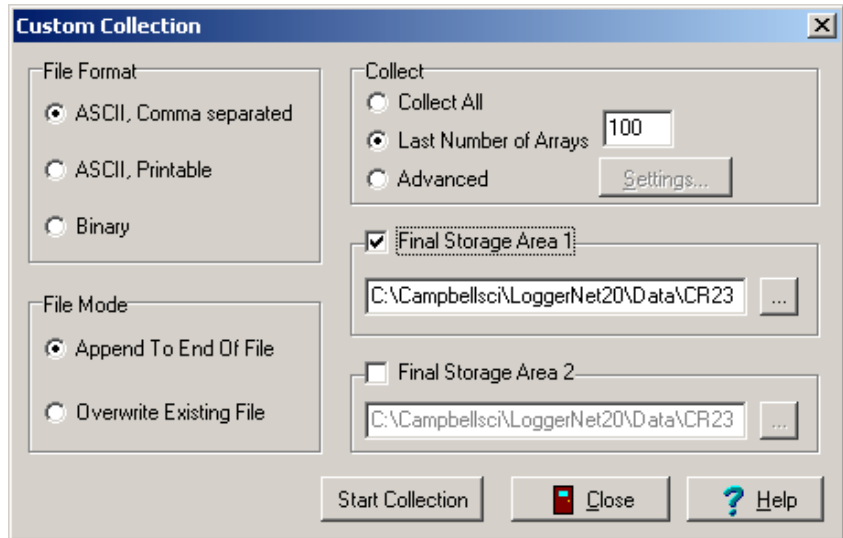 Custom Collection
File Format
ASCII, Comma separated
ASCII, Printable
Binary
File Mode
Append To End Of File
Overwrite Existing File
Collect
Collect All
Last Number of Arrays 100
Advanced Settings...
Final Storage Area 1
C:\Campbellsci\LoggerNet20\Data\CR23 ...
Final Storage Area 2
C:\Campbellsci\LoggerNet20\Data\CR23 ...
Start Collection Close ? Help